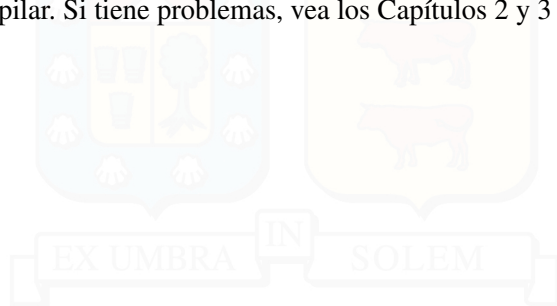 pilar. Si tiene problemas, vea los Capítulos 2 y 3
EX UMBRA IN SOLEM